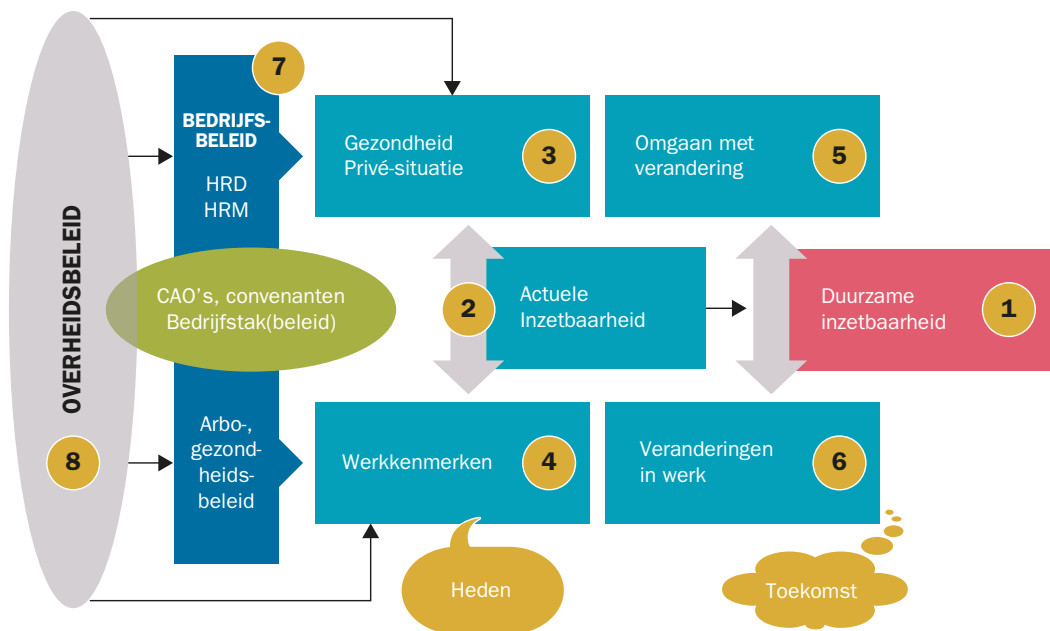 OVERHEIDSBELEID
8
7
BEDRIJFS-
BELEID
HRD
HRM
CAO's, convenanten
Bedrijfstak(beleid)
Arbo-,
gezond-
heids-
beleid
Gezondheid
Privé-situatie
3
Omgaan met
verandering
5
2
Actuele
Inzetbaarheid
Duurzame
inzetbaarheid
1
Werkkenmerken
4
Veranderingen
in werk
6
Heden
Toekomst